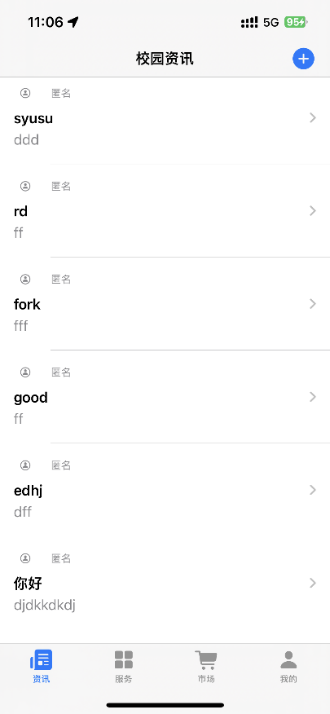 11:06
5G
95
校园资讯
匿名
syusu
ddd
匿名
rd
ff
匿名
fork
fff
匿名
good
ff
匿名
edhj
dff
匿名
你好
djdkkdkdj
资讯
服务
市场
我的